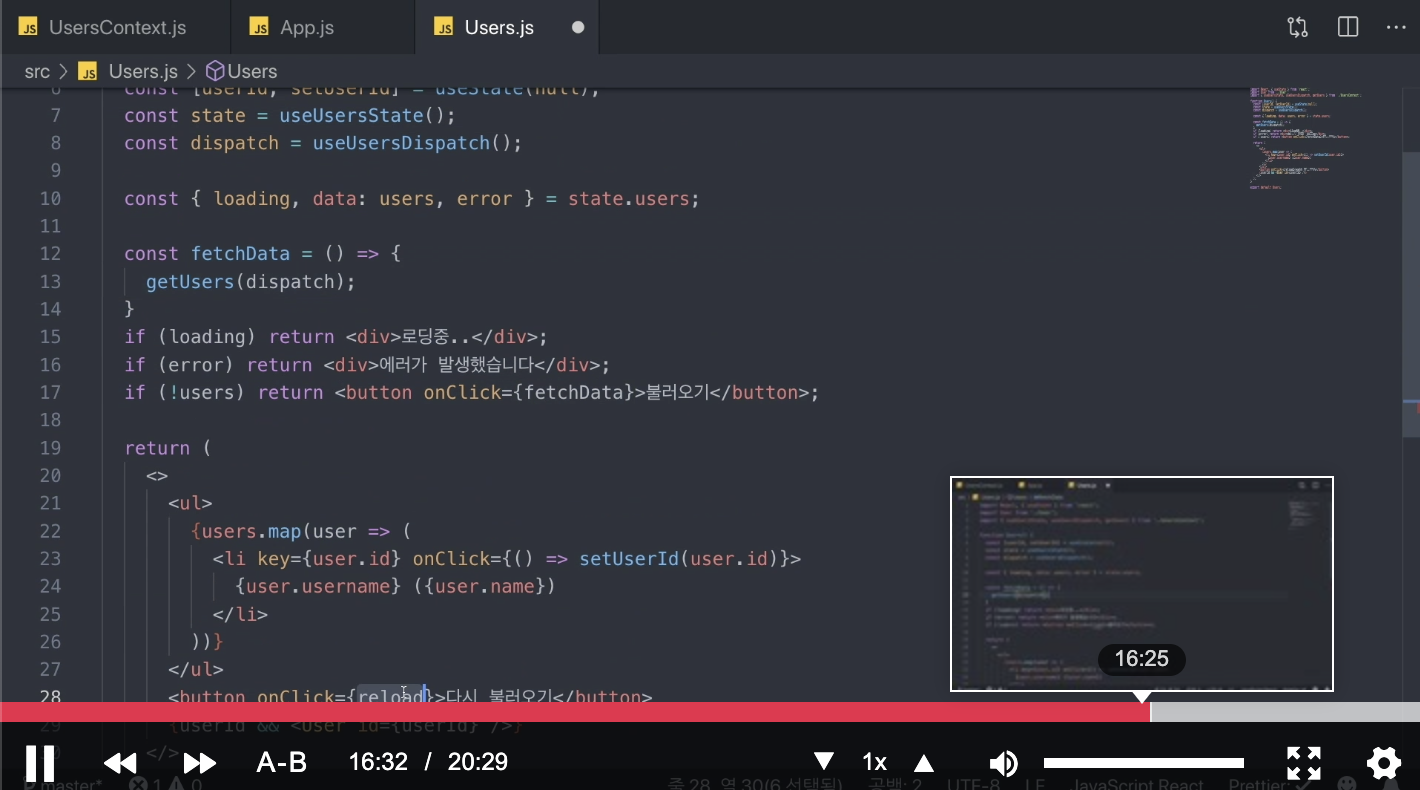 JS UsersContext.js JS App.js JS Users.js
src > JS Users.js > Users
6 const [userId, setUserId] = useState(null);
7 const state = useUsersState();
8 const dispatch = useUsersDispatch();
9
10 const { loading, data: users, error } = state.users;
11
12 const fetchData = () => {
13 getUsers(dispatch);
14 }
15 if (loading) return <div>로딩중..</div>;
16 if (error) return <div>에러가 발생했습니다</div>;
17 if (!users) return <button onClick={fetchData}>불러오기</button>;
18
19 return (
20 <>
21 <ul>
22 {users.map(user => (
23 <li key={user.id} onClick={() => setUserId(user.id)}>
24 {user.username} ({user.name})
25 </li>
26 ))}
27 </ul>
28 <button onClick={reload}>다시 불러오기</button>
29 {userId && <User id={userId} />}
</>
16:25
A-B 16:32 / 20:29 1x
master* 1 0 줄 28, 열 30(6 선택됨) 공백: 2 UTF-8 LF JavaScript React Prettier: ✓